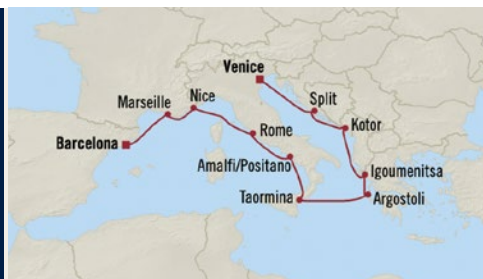 Venice
Marseille
Nice
Split
Barcelona
Rome
Kotor
Amalfi/Positano
Igoumenitsa
Taormina
Argostoli